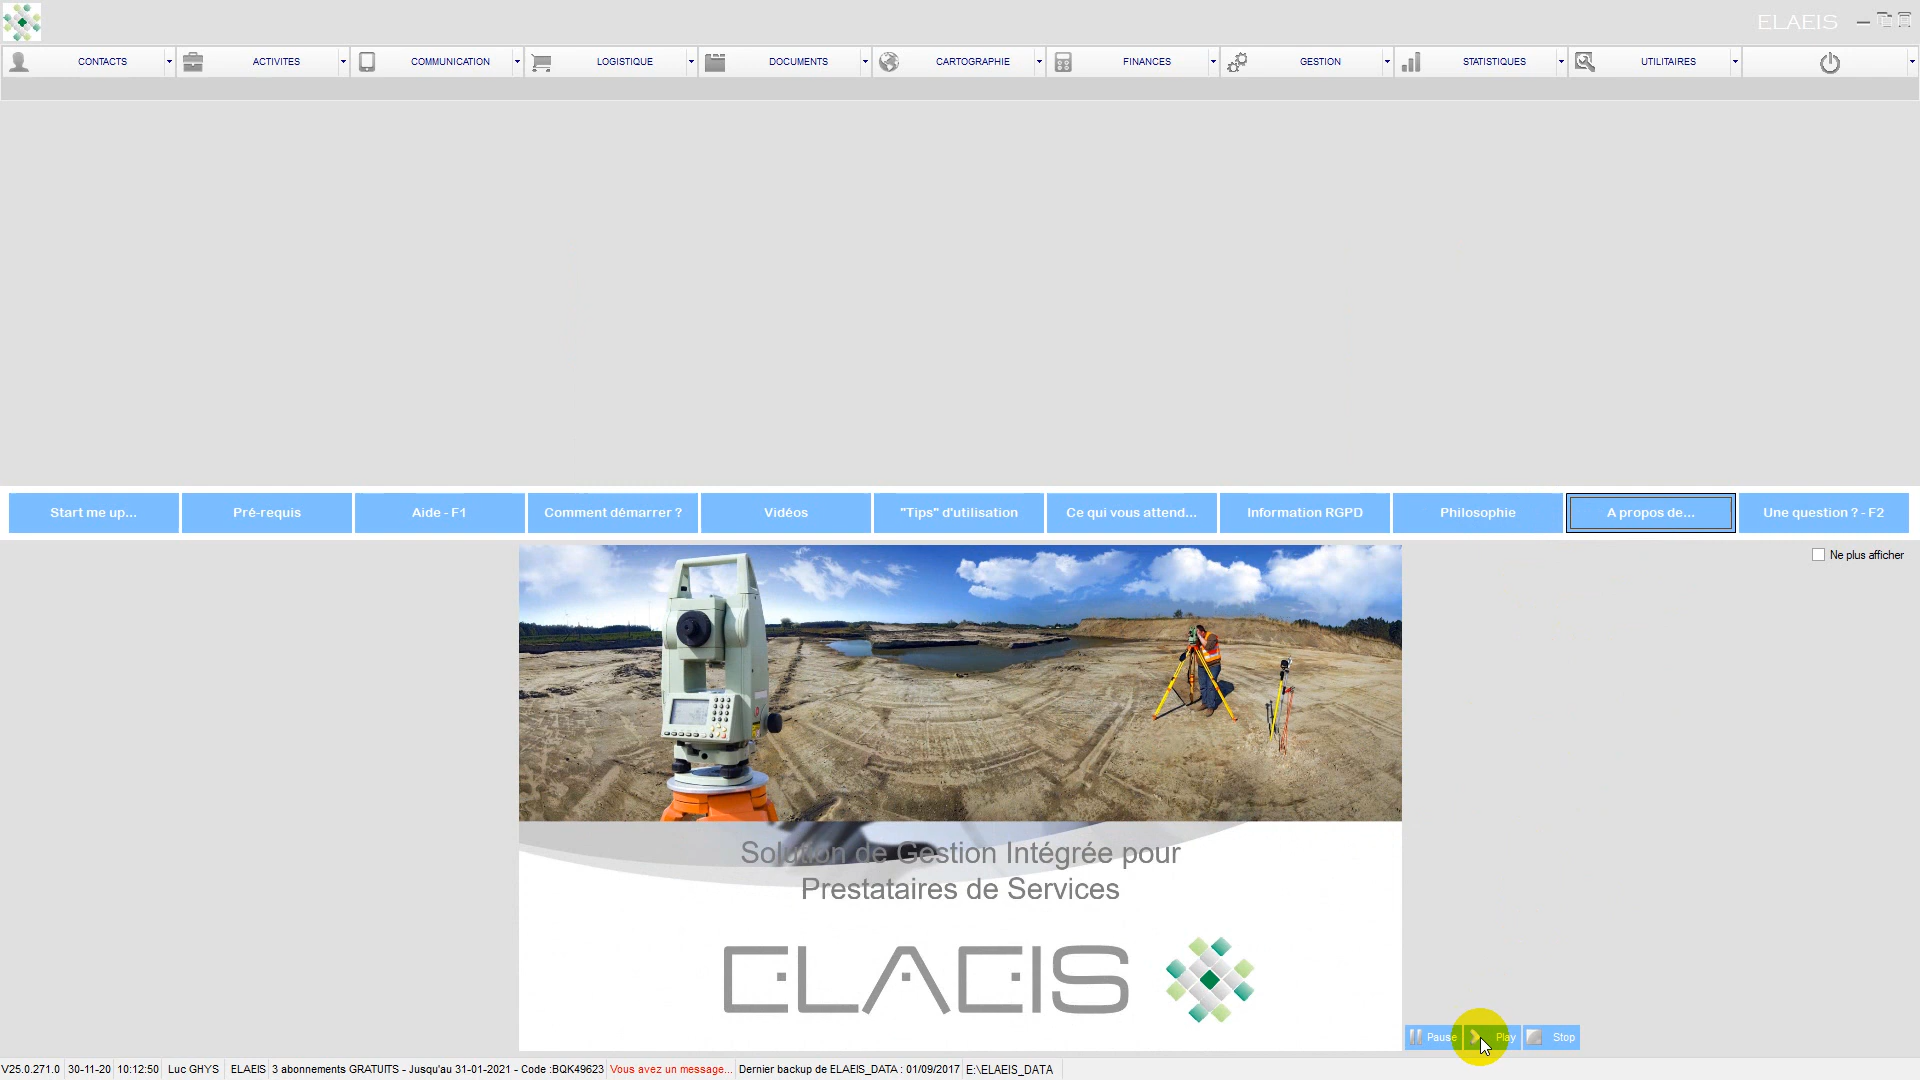 ELAEIS
CONTACTS ACTIVITES COMMUNICATION LOGISTIQUE DOCUMENTS CARTOGRAPHIE FINANCES GESTION STATISTIQUES UTILITAIRES
Start me up... Pré-requis Aide - F1 Comment démarrer ? Vidéos "Tips" d'utilisation Ce qui vous attend... Information RGPD Philosophie A propos de... Une question ? - F2
Ne plus afficher
Solution de Gestion Intégrée pour
Prestataires de Services
ELAEIS
Pause Play Stop
V25.0.271.0 30-11-20 10:12:50 Luc GHYS ELAEIS 3 abonnements GRATUITS - Jusqu'au 31-01-2021 - Code :BQK49623 Vous avez un message... Dernier backup de ELAEIS_DATA : 01/09/2017 E:\ELAEIS_DATA